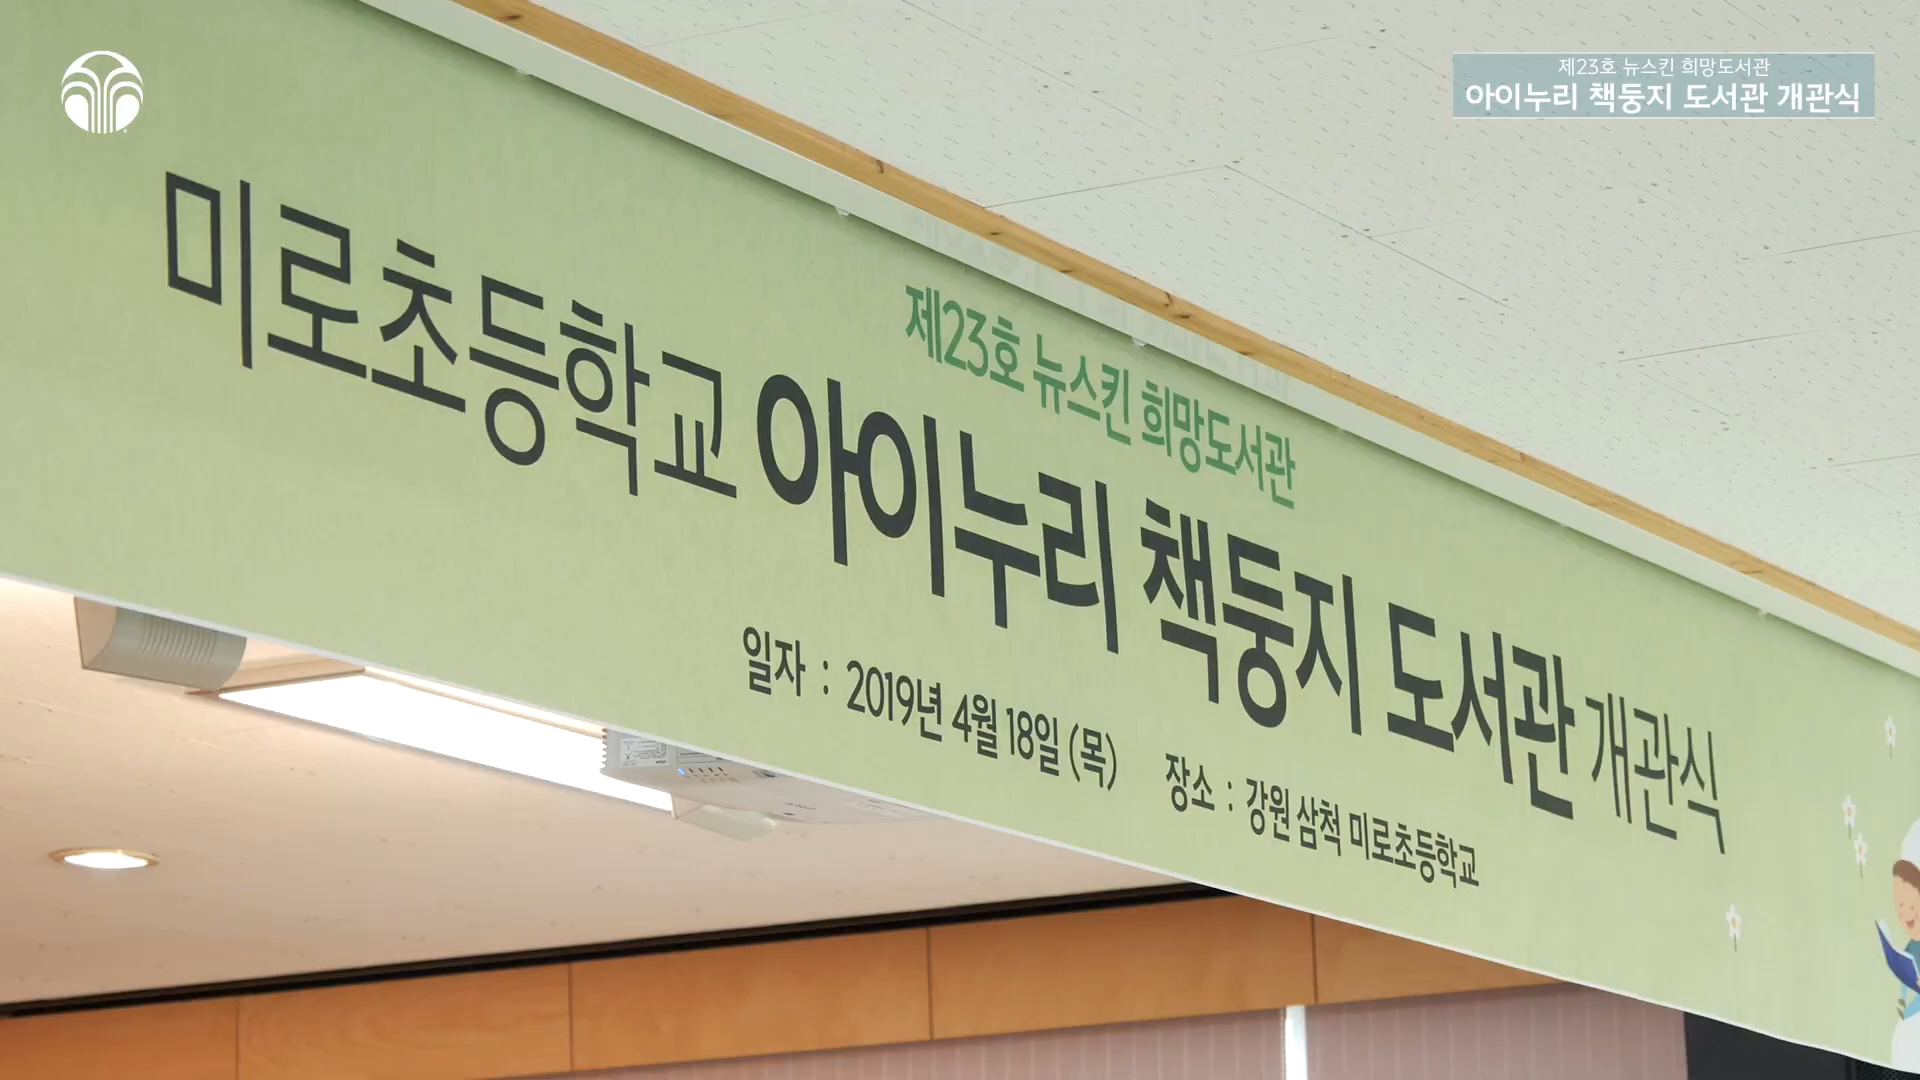 제23호 뉴스킨 희망도서관
아이누리 책둥지 도서관 개관식
제23호 뉴스킨 희망도서관
미로초등학교 아이누리 책둥지 도서관 개관식
일자 : 2019년 4월 18일 (목) 장소 : 강원 삼척 미로초등학교